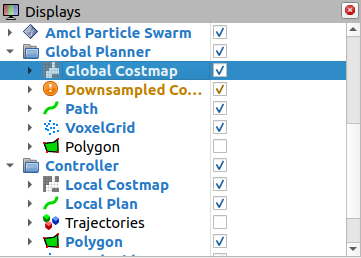 Displays
Amcl Particle Swarm
Global Planner
Global Costmap
Downsampled Co...
Path
VoxelGrid
Polygon
Controller
Local Costmap
Local Plan
Trajectories
Polygon